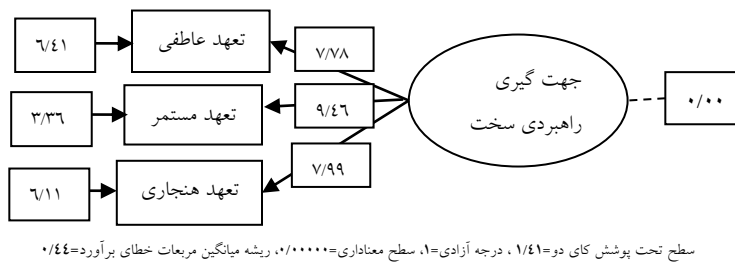 ۶/۴۱
تعهد عاطفی
۷/۷۸
جهت گیری
راهبردی سخت
۰/۰۰
۳/۳۶
تعهد مستمر
۹/۴۶
۶/۱۱
تعهد هنجاری
۷/۹۹
سطح تحت پوشش کای دو=۱/۴۱ ، درجه آزادی=۱، سطح معناداری=۰/۰۰۰۰۰، ریشه میانگین مربعات خطای برآورد=۰/۴۴